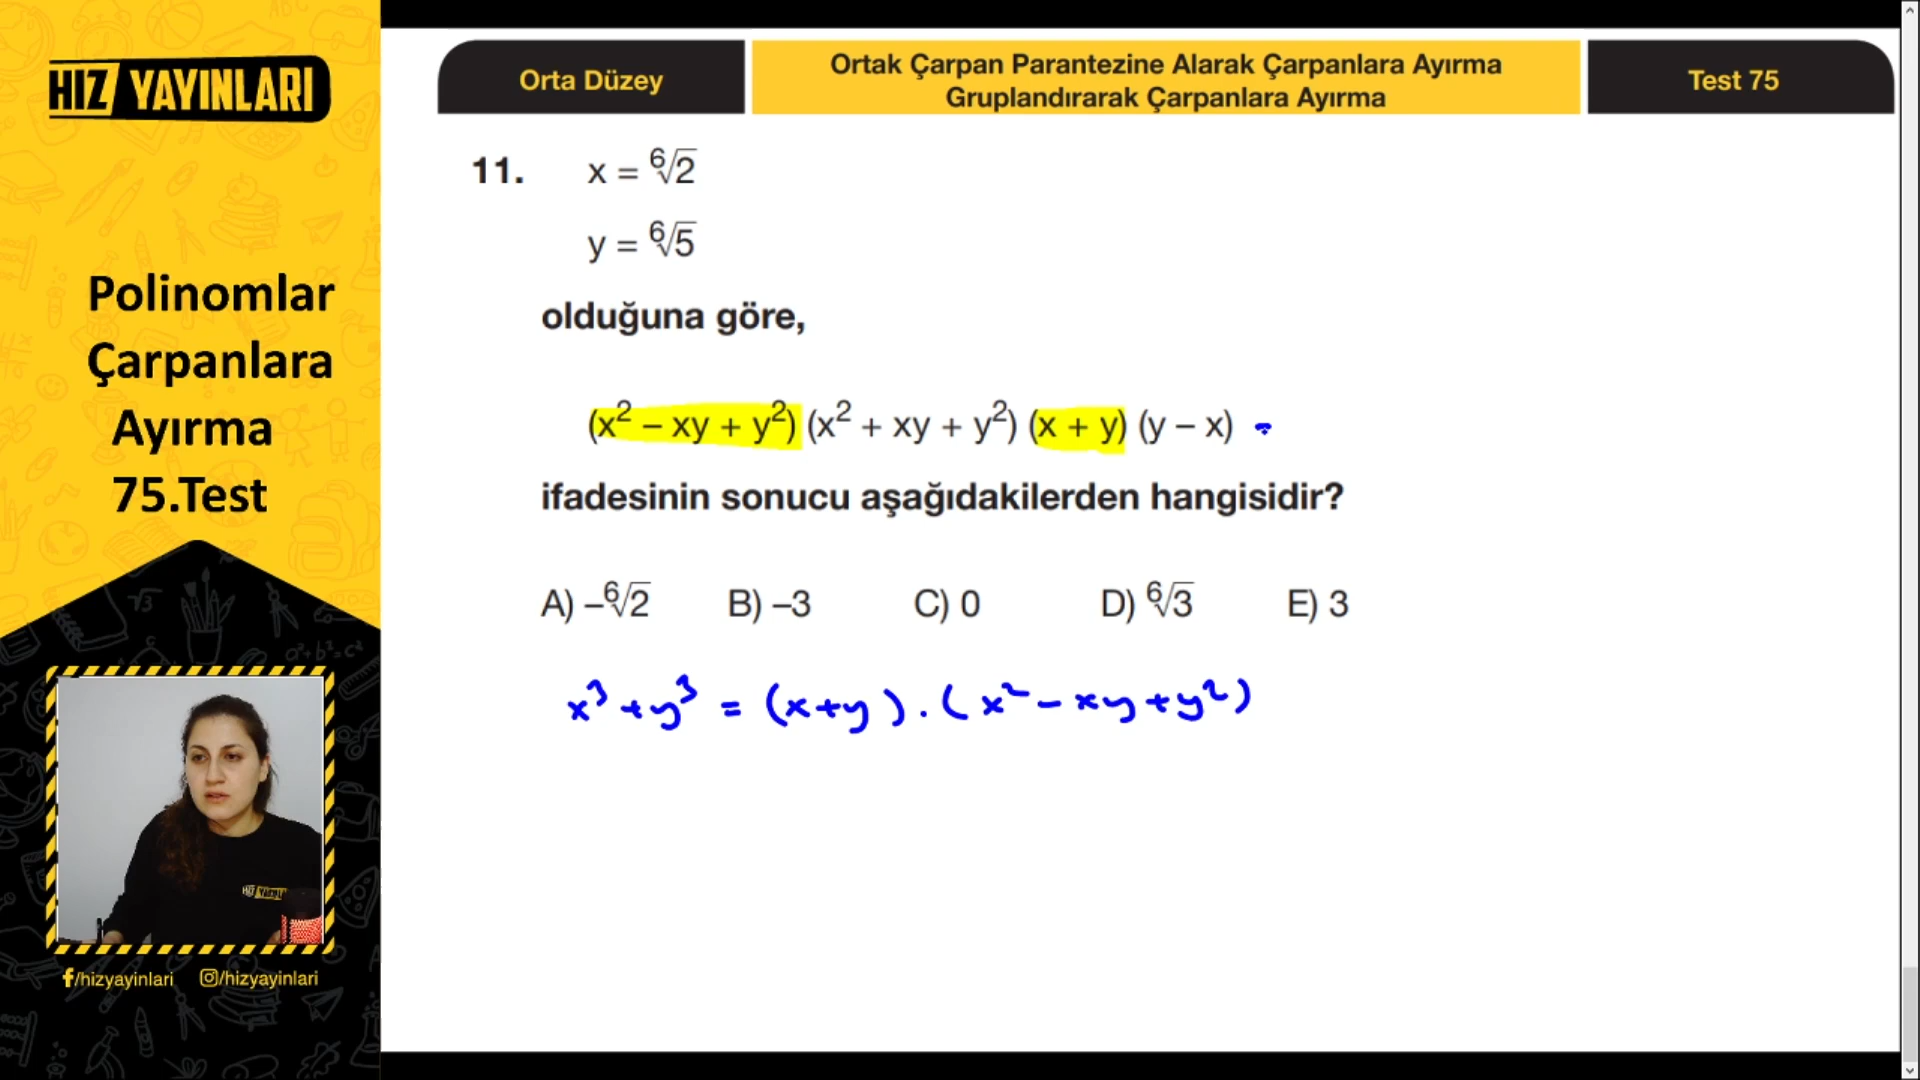 HIZ YAYINLARI
Polinomlar
Çarpanlara
Ayırma
75.Test
/hizyayinlari /hizyayinlari
Orta Düzey
Ortak Çarpan Parantezine Alarak Çarpanlara Ayırma
Gruplandırarak Çarpanlara Ayırma
Test 75
11. x = ⁶√2
y = ⁶√5
olduğuna göre,
(x² – xy + y²) (x² + xy + y²) (x + y) (y – x)
ifadesinin sonucu aşağıdakilerden hangisidir?
A) –⁶√2 B) –3 C) 0 D) ⁶√3 E) 3
x³ + y³ = (x+y) . (x² - xy + y²)